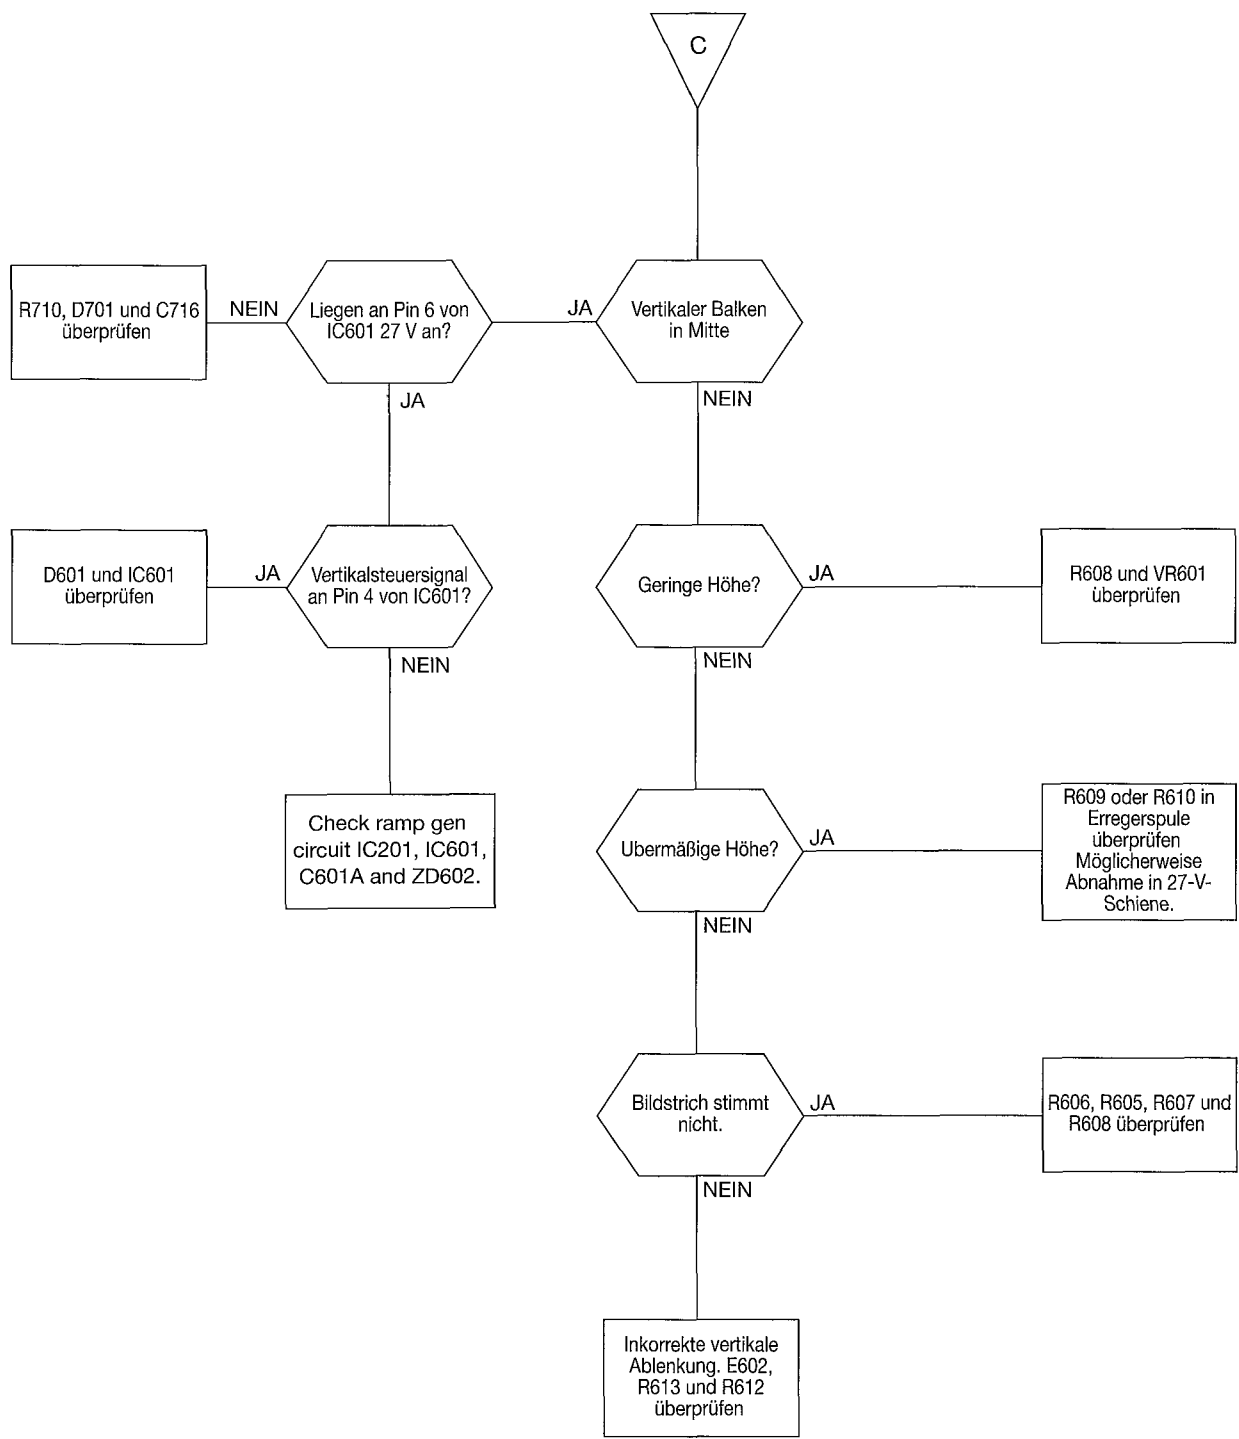 C
Vertikaler Balken
in Mitte
JA
NEIN
Liegen an Pin 6 von
IC601 27 V an?
NEIN
JA
R710, D701 und C716
überprüfen
Vertikalsteuersignal
an Pin 4 von IC601?
JA
NEIN
D601 und IC601
überprüfen
Check ramp gen
circuit IC201, IC601,
C601A and ZD602.
Geringe Höhe?
JA
NEIN
R608 und VR601
überprüfen
Ubermäßige Höhe?
JA
NEIN
R609 oder R610 in
Erregerspule
überprüfen
Möglicherweise
Abnahme in 27-V-
Schiene.
Bildstrich stimmt
nicht.
JA
NEIN
R606, R605, R607 und
R608 überprüfen
Inkorrekte vertikale
Ablenkung. E602,
R613 und R612
überprüfen